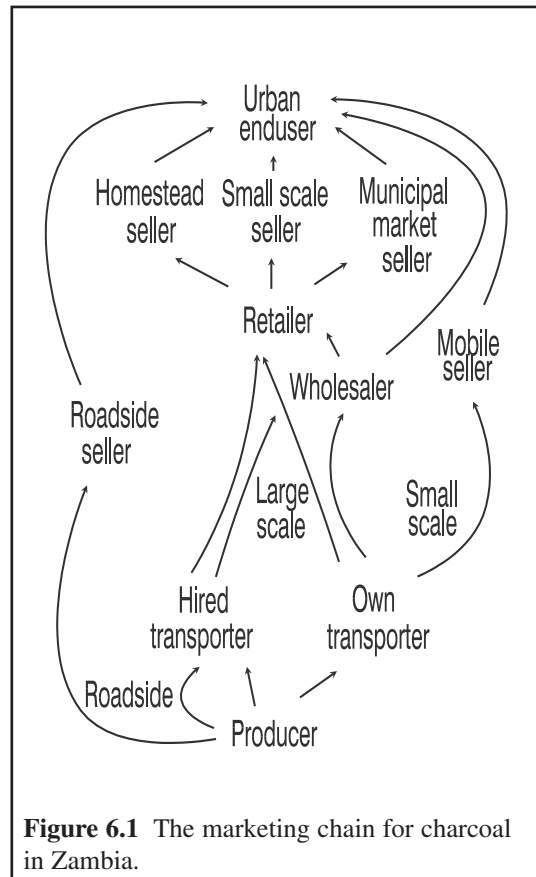 Urban
enduser
Homestead
seller
Small scale
seller
Municipal
market
seller
Retailer
Mobile
seller
Wholesaler
Roadside
seller
Large
scale
Small
scale
Hired
transporter
Own
transporter
Roadside
Producer
Figure 6.1 The marketing chain for charcoal
in Zambia.